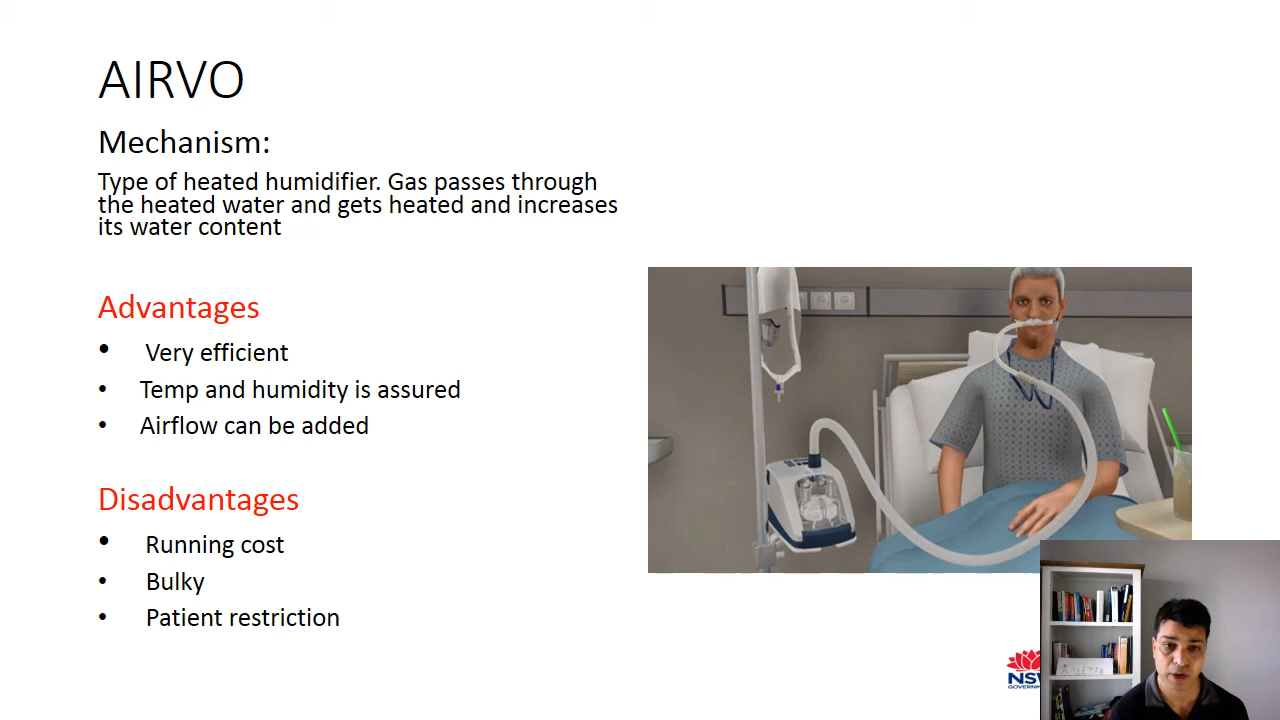 AIRVO
Mechanism:
Type of heated humidifier. Gas passes through
the heated water and gets heated and increases
its water content
Advantages
• Very efficient
• Temp and humidity is assured
• Airflow can be added
Disadvantages
• Running cost
• Bulky
• Patient restriction